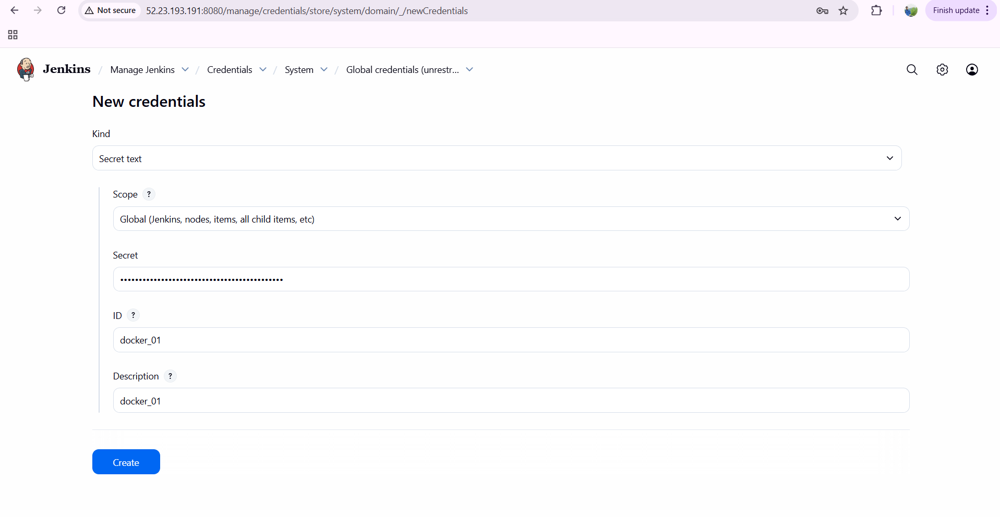 Not secure 52.23.193.191:8080/manage/credentials/store/system/domain/_/newCredentials Finish update
Jenkins / Manage Jenkins / Credentials / System / Global credentials (unrestr...
New credentials
Kind
Secret text
Scope ?
Global (Jenkins, nodes, items, all child items, etc)
Secret
••••••••••••••••••••••••••••••••••••••••••••
ID ?
docker_01
Description ?
docker_01
Create